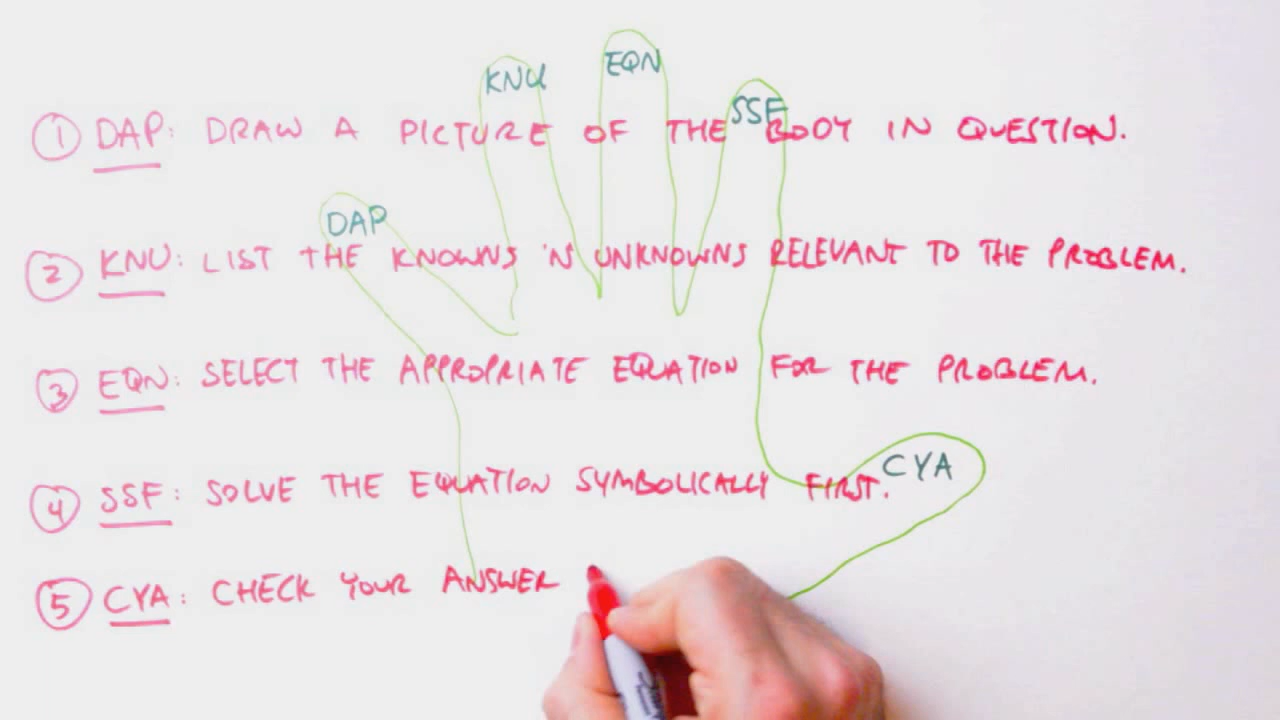 KNU
EQN
SSF
DAP
CYA
1 DAP: DRAW A PICTURE OF THE BODY IN QUESTION.
2 KNU: LIST THE KNOWNS 'N UNKNOWNS RELEVANT TO THE PROBLEM.
3 EQN: SELECT THE APPROPRIATE EQUATION FOR THE PROBLEM.
4 SSF: SOLVE THE EQUATION SYMBOLICALLY FIRST.
5 CYA: CHECK YOUR ANSWER